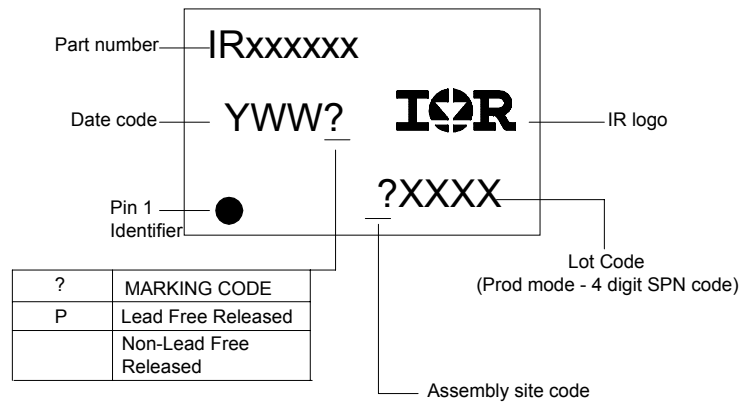 Part number
IRxxxxxx
Date code
YWW?
IOR
IR logo
?XXXX
Pin 1
Identifier
Lot Code
(Prod mode - 4 digit SPN code)
? MARKING CODE
P Lead Free Released
Non-Lead Free
Released
Assembly site code